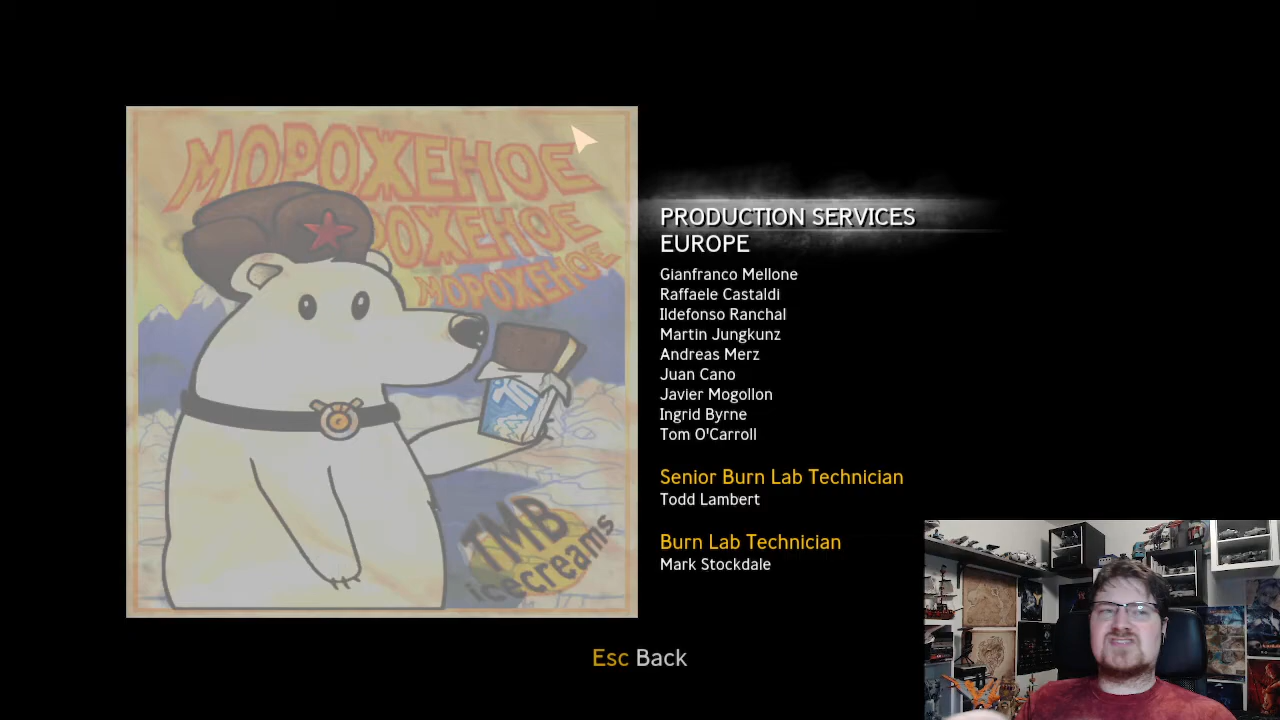 МОРОЖЕНОЕ
РОЖЕНОЕ
МОРОЖЕНОЕ
TMB
icecreams
PRODUCTION SERVICES
EUROPE
Gianfranco Mellone
Raffaele Castaldi
Ildefonso Ranchal
Martin Jungkunz
Andreas Merz
Juan Cano
Javier Mogollon
Ingrid Byrne
Tom O'Carroll
Senior Burn Lab Technician
Todd Lambert
Burn Lab Technician
Mark Stockdale
Esc Back